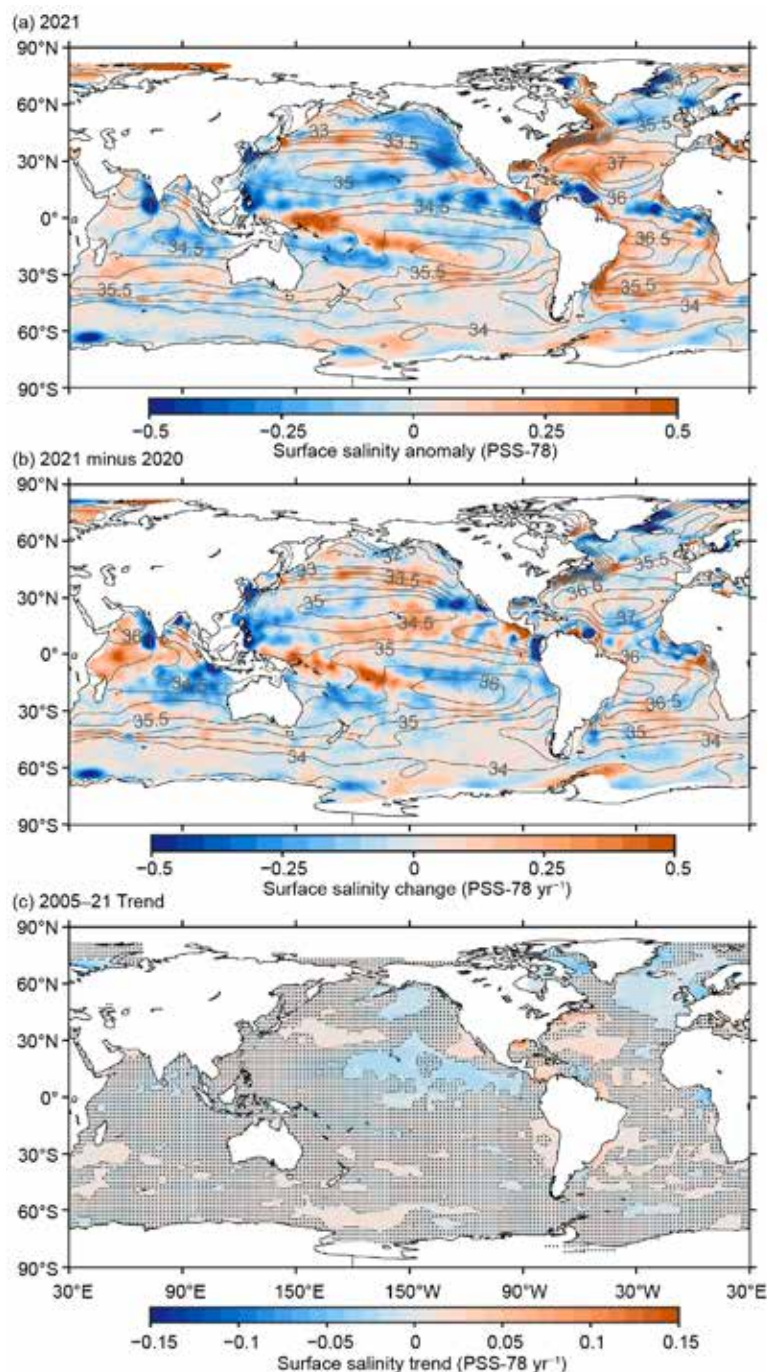 (a) 2021
90°N
60°N
30°N
0°
30°S
60°S
90°S
33
33.5
35.5
35
37
34.5
36
34.5
36.5
35.5
35.5
35.5
34
34
−0.5 −0.25 0 0.25 0.5
Surface salinity anomaly (PSS-78)
(b) 2021 minus 2020
90°N
60°N
30°N
0°
30°S
60°S
90°S
32.5
33
33.5
35.5
35
37
34.5
36
35
36
34.5
36
36.5
35.5
35
35
34
34
34
−0.5 −0.25 0 0.25 0.5
Surface salinity change (PSS-78 yr⁻¹)
(c) 2005–21 Trend
90°N
60°N
30°N
0°
30°S
60°S
90°S
30°E 90°E 150°E 150°W 90°W 30°W 30°E
−0.15 −0.1 −0.05 0 0.05 0.1 0.15
Surface salinity trend (PSS-78 yr⁻¹)